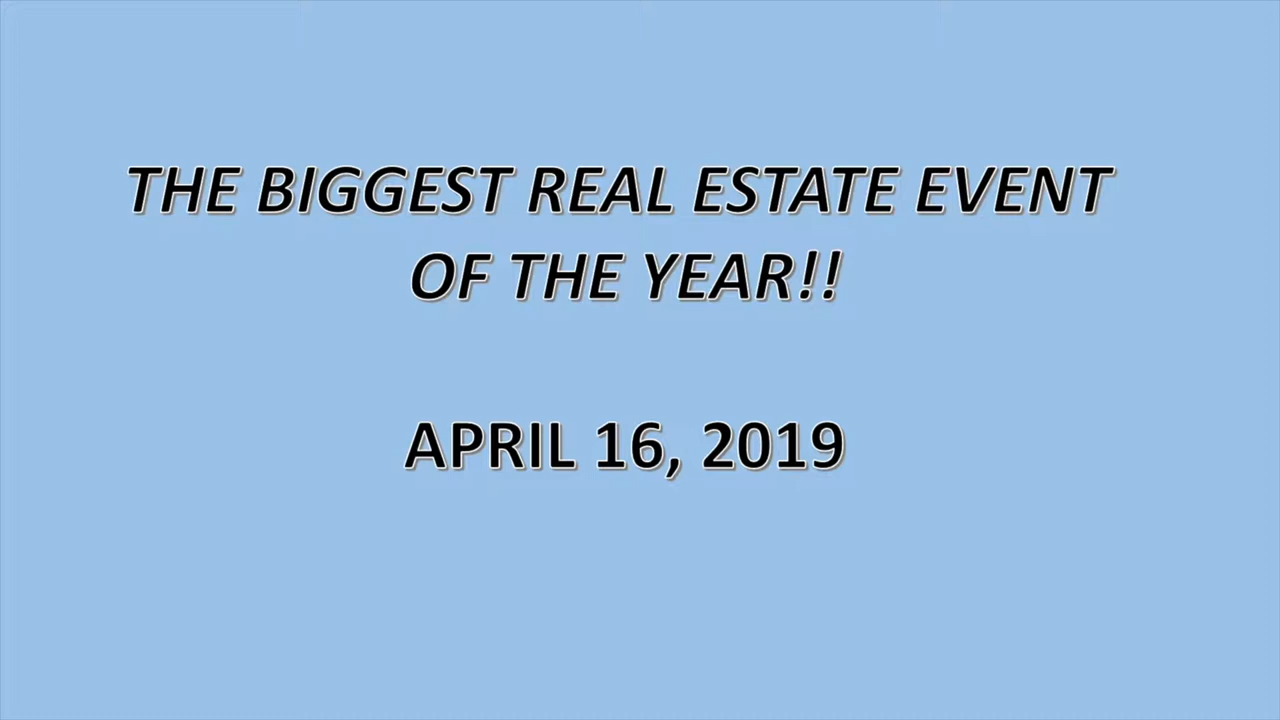 THE BIGGEST REAL ESTATE EVENT
OF THE YEAR!!
APRIL 16, 2019